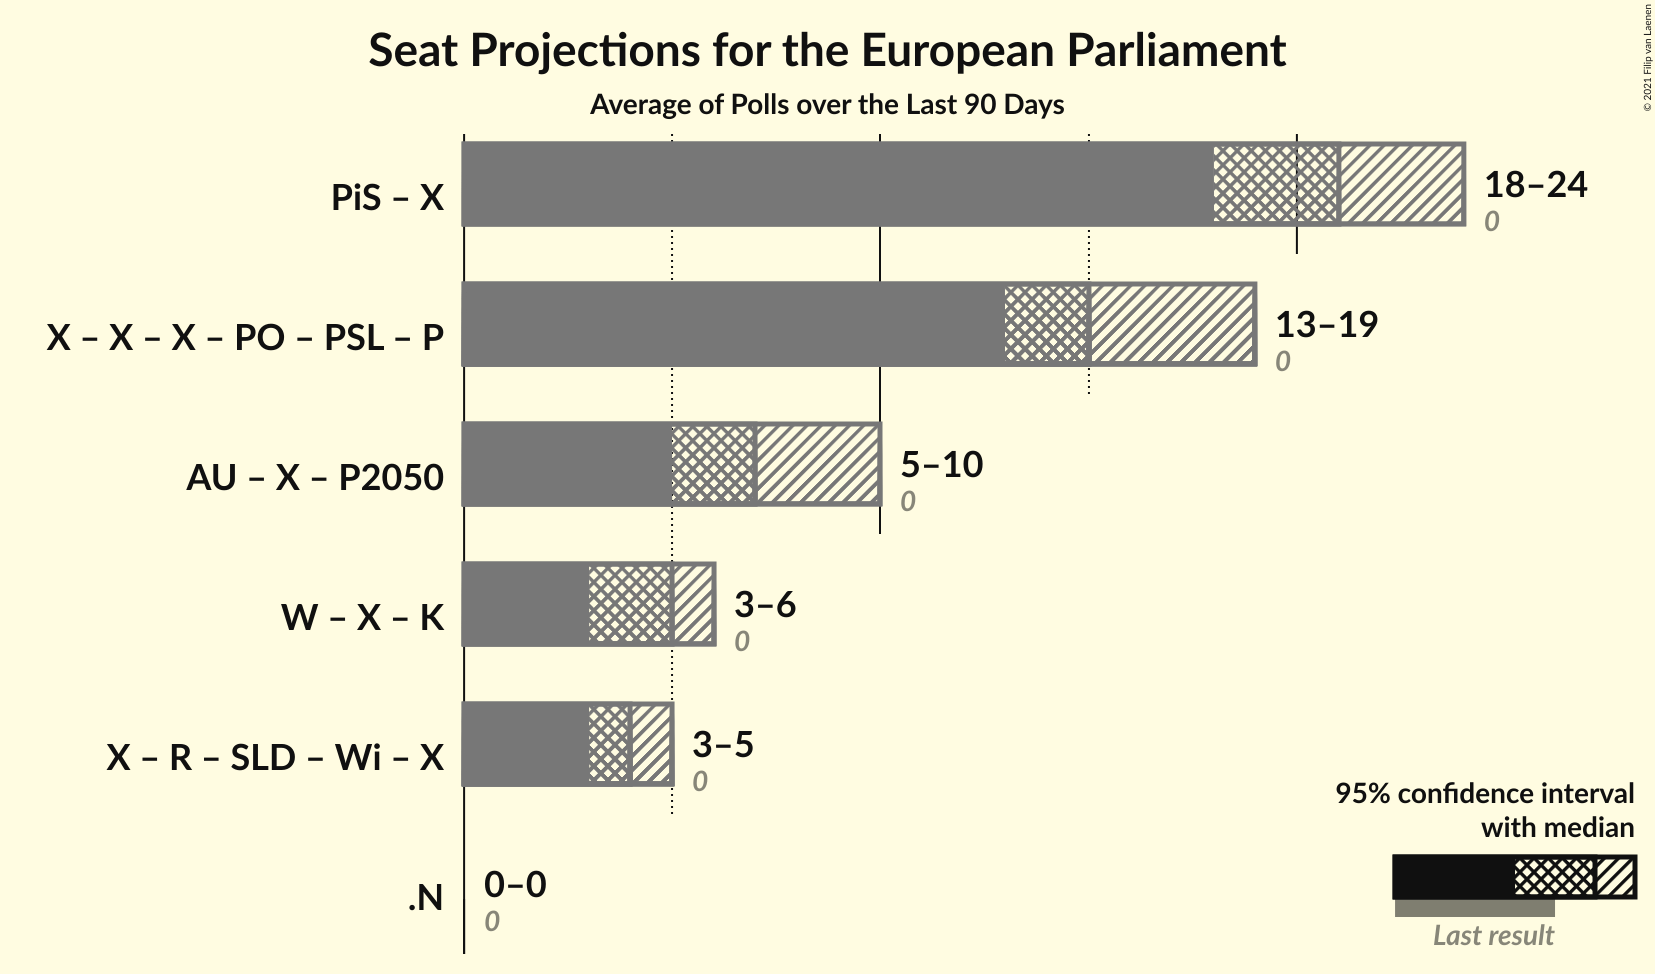 Seat Projections for the European Parliament
Average of Polls over the Last 90 Days
© 2021 Filip van Laenen
PiS – X
18–24
0
X – X – X – PO – PSL – P
13–19
0
AU – X – P2050
5–10
0
W – X – K
3–6
0
X – R – SLD – Wi – X
3–5
0
.N
0–0
0
95% confidence interval
with median
Last result